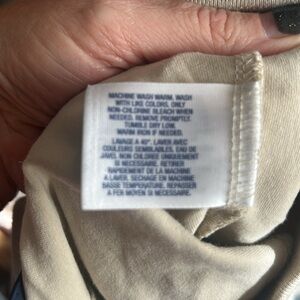 MACHINE WASH WARM, WASH
WITH LIKE COLORS, ONLY
NON-CHLORINE BLEACH WHEN
NEEDED. REMOVE PROMPTLY.
TUMBLE DRY LOW.
WARM IRON IF NEEDED.
LAVAGE A 40°. LAVER AVEC
COULEURS SEMBLABLES. EAU DE
JAVEL NON CHLOREE UNIQUEMENT
SI NECESSAIRE. RETIRER
RAPIDEMENT DE LA MACHINE
A LAVER. SECHAGE EN MACHINE
BASSE TEMPERATURE. REPASSER
A FER MOYEN SI NECESSAIRE.